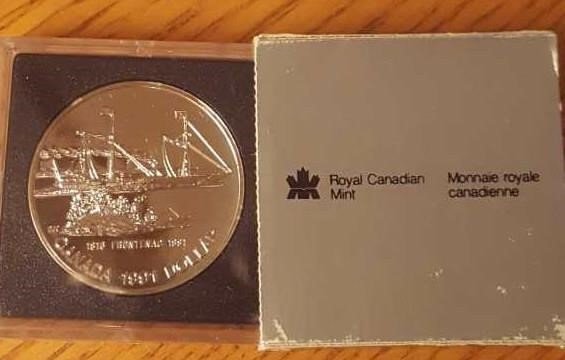 1816 FRONTENAC 1991
CANADA 1991 DOLLAR
Royal Canadian
Mint
Monnaie royale
canadienne